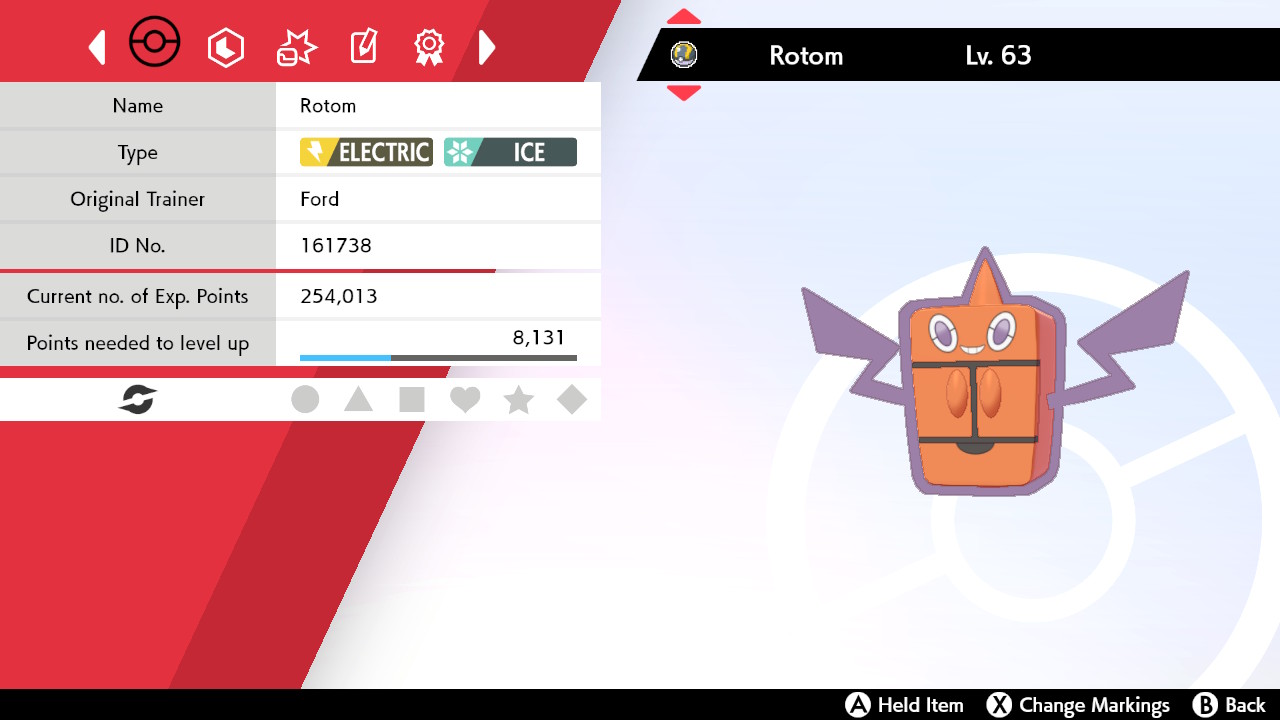 Rotom Lv. 63
Name Rotom
Type ELECTRIC ICE
Original Trainer Ford
ID No. 161738
Current no. of Exp. Points 254,013
Points needed to level up 8,131
A Held Item X Change Markings B Back